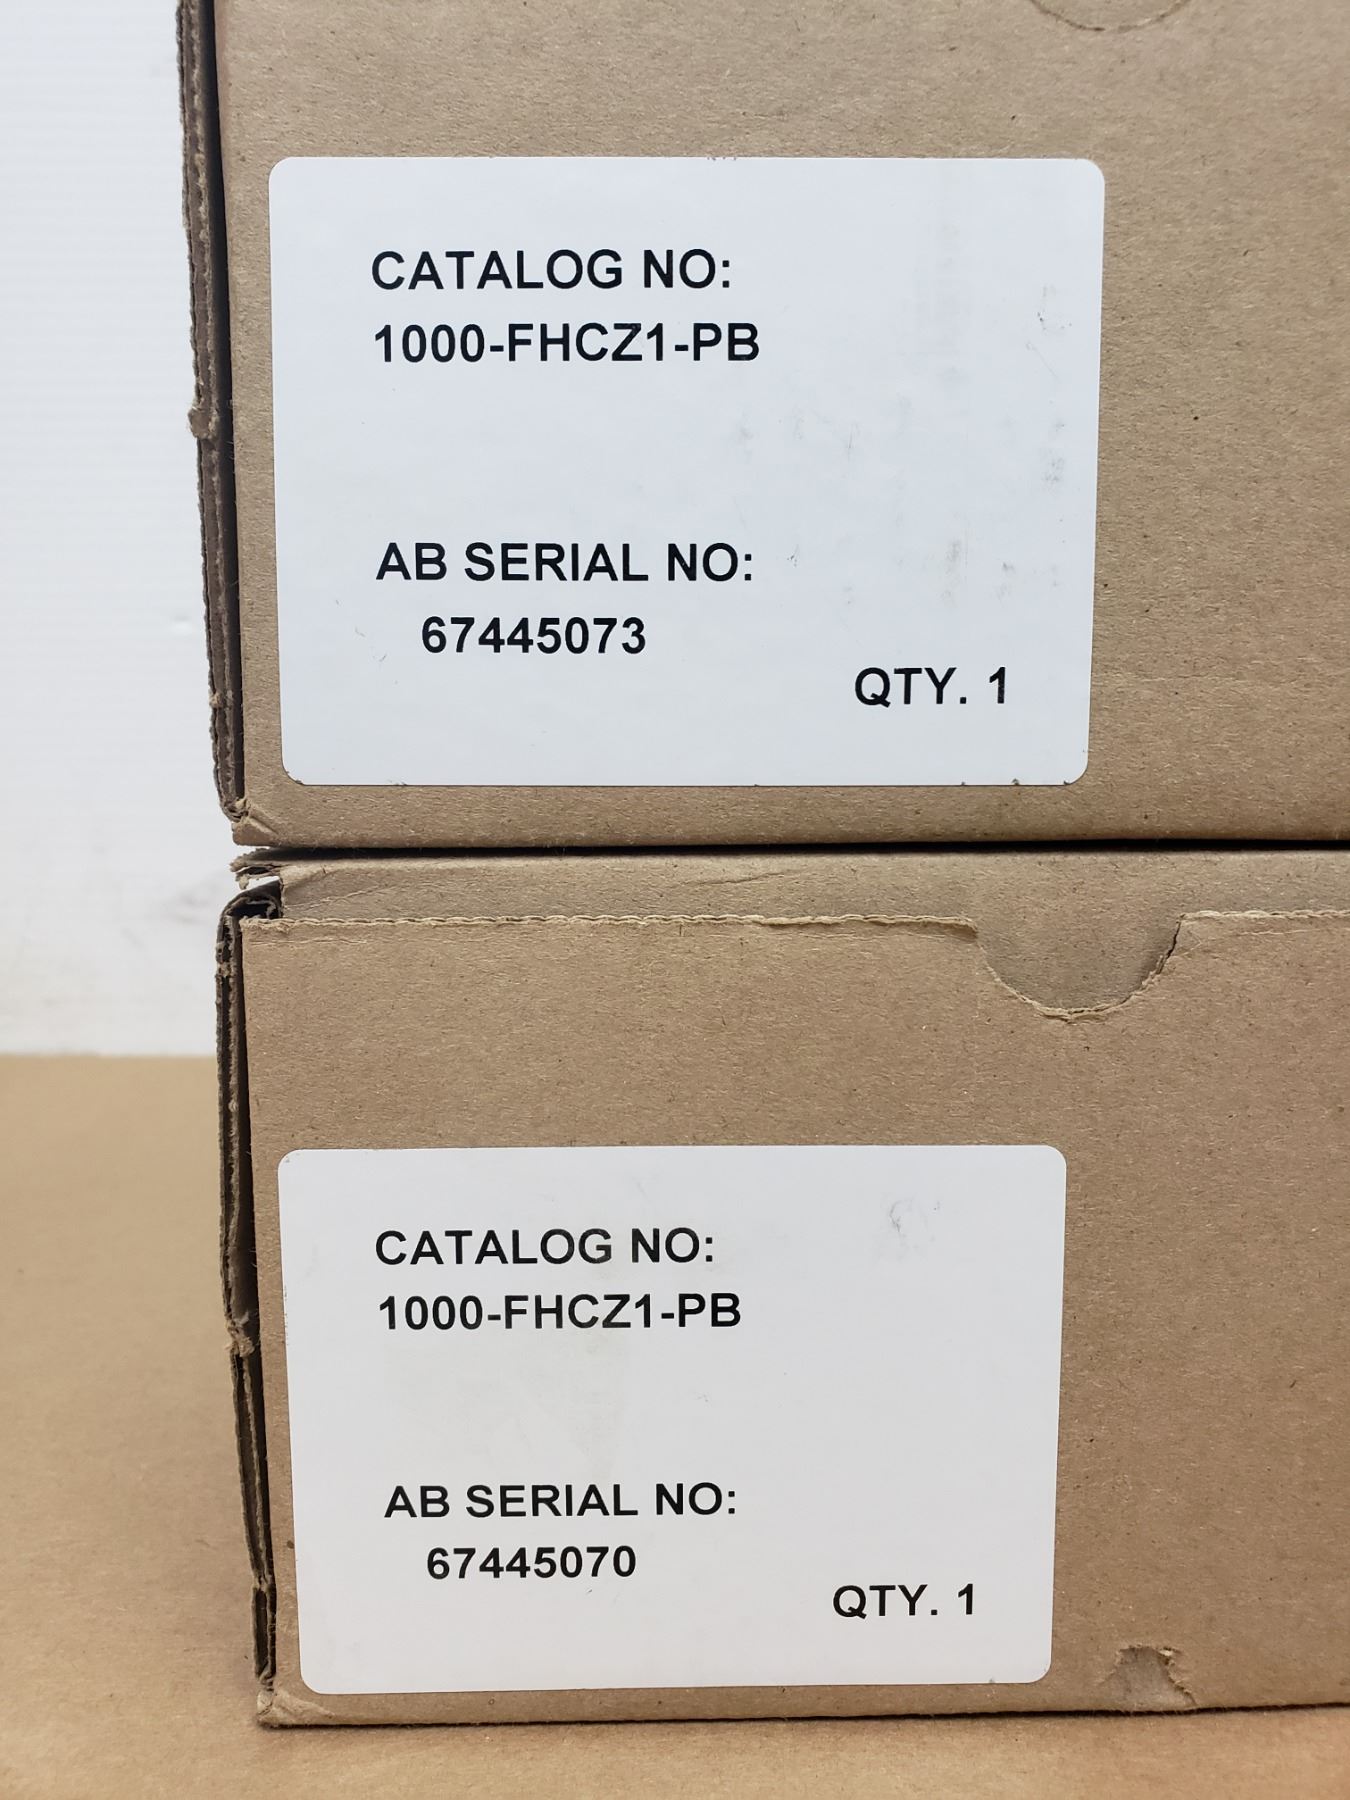 CATALOG NO:
1000-FHCZ1-PB
AB SERIAL NO:
67445073
QTY. 1
CATALOG NO:
1000-FHCZ1-PB
AB SERIAL NO:
67445070
QTY. 1